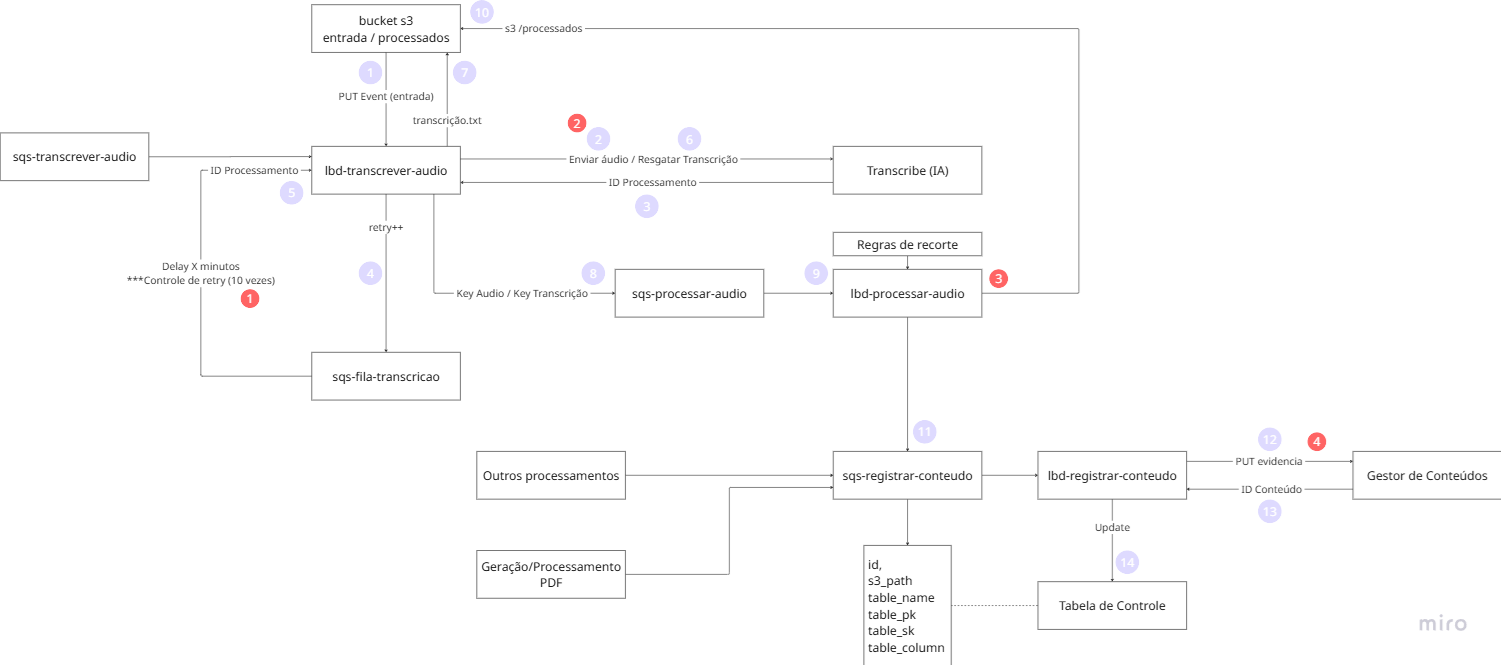 bucket s3
entrada / processados
10
s3 /processados
1
7
PUT Event (entrada)
transcrição.txt
2
2
6
sqs-transcrever-audio
Enviar áudio / Resgatar Transcrição
ID Processamento
lbd-transcrever-audio
Transcribe (IA)
ID Processamento
5
3
retry++
Regras de recorte
Delay X minutos
***Controle de retry (10 vezes)
1
4
8
9
3
Key Audio / Key Transcrição
sqs-processar-audio
lbd-processar-audio
sqs-fila-transcricao
11
12
4
PUT evidencia
Outros processamentos
sqs-registrar-conteudo
lbd-registrar-conteudo
Gestor de Conteúdos
ID Conteúdo
13
Update
14
Geração/Processamento
PDF
id,
s3_path
table_name
table_pk
table_sk
table_column
Tabela de Controle
miro